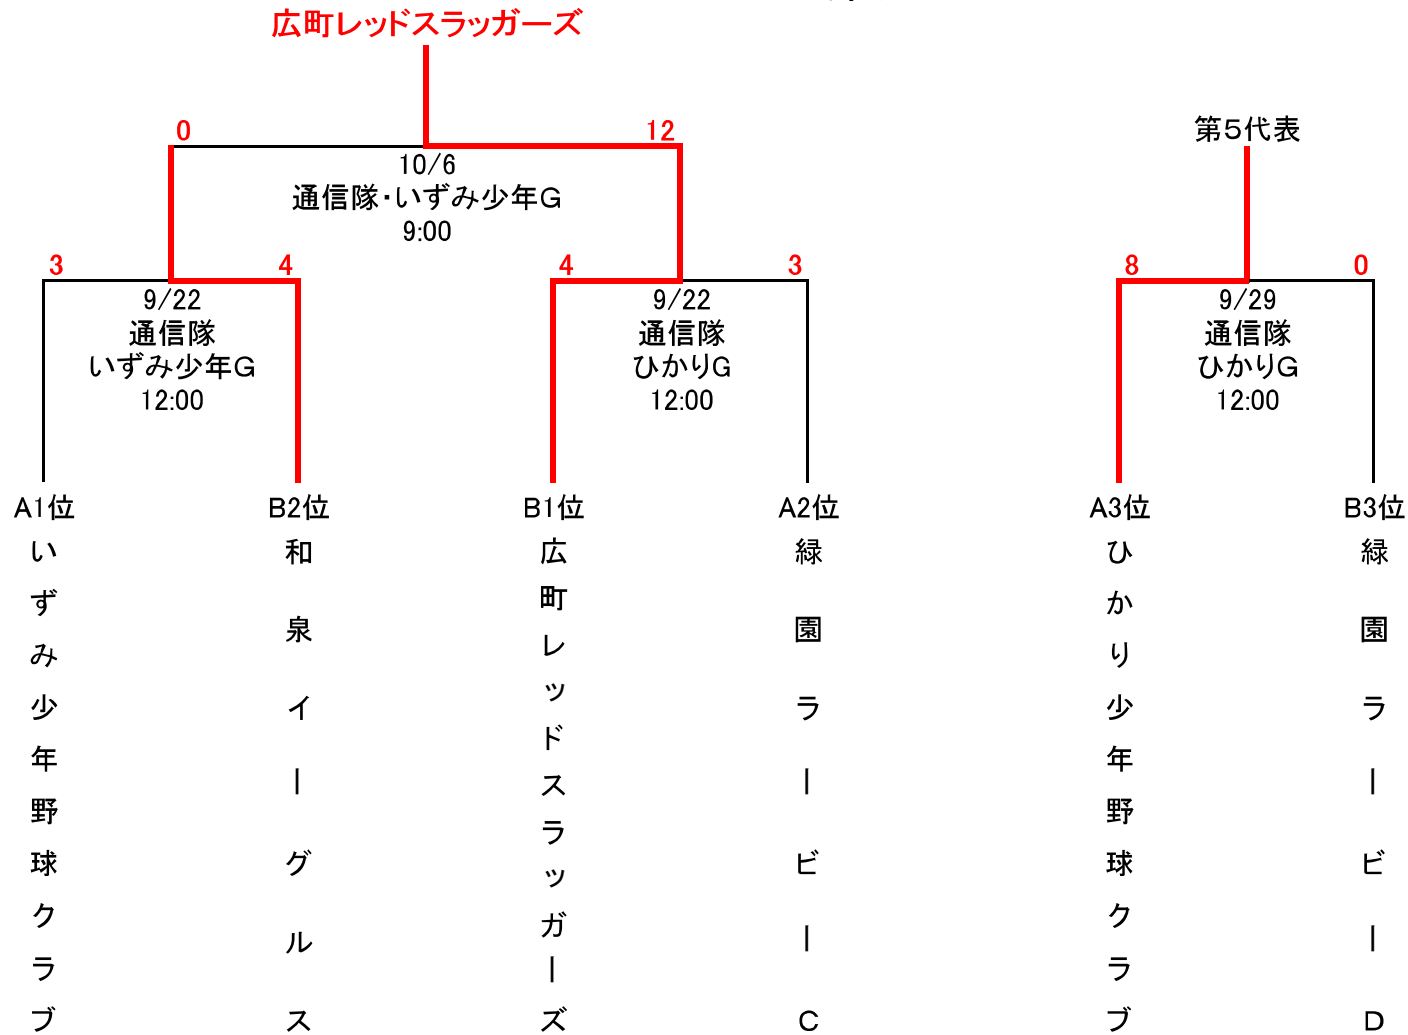 広町レッドスラッガーズ
0
12
第5代表
10/6
通信隊・いずみ少年G
9:00
3
4
4
3
8
0
9/22
通信隊
いずみ少年G
12:00
9/22
通信隊
ひかりG
12:00
9/29
通信隊
ひかりG
12:00
A1位
B2位
B1位
A2位
A3位
B3位
いずみ少年野球クラブ
和泉イーグルス
広町レッドスラッガーズ
緑園ラービーC
ひかり少年野球クラブ
緑園ラービーD